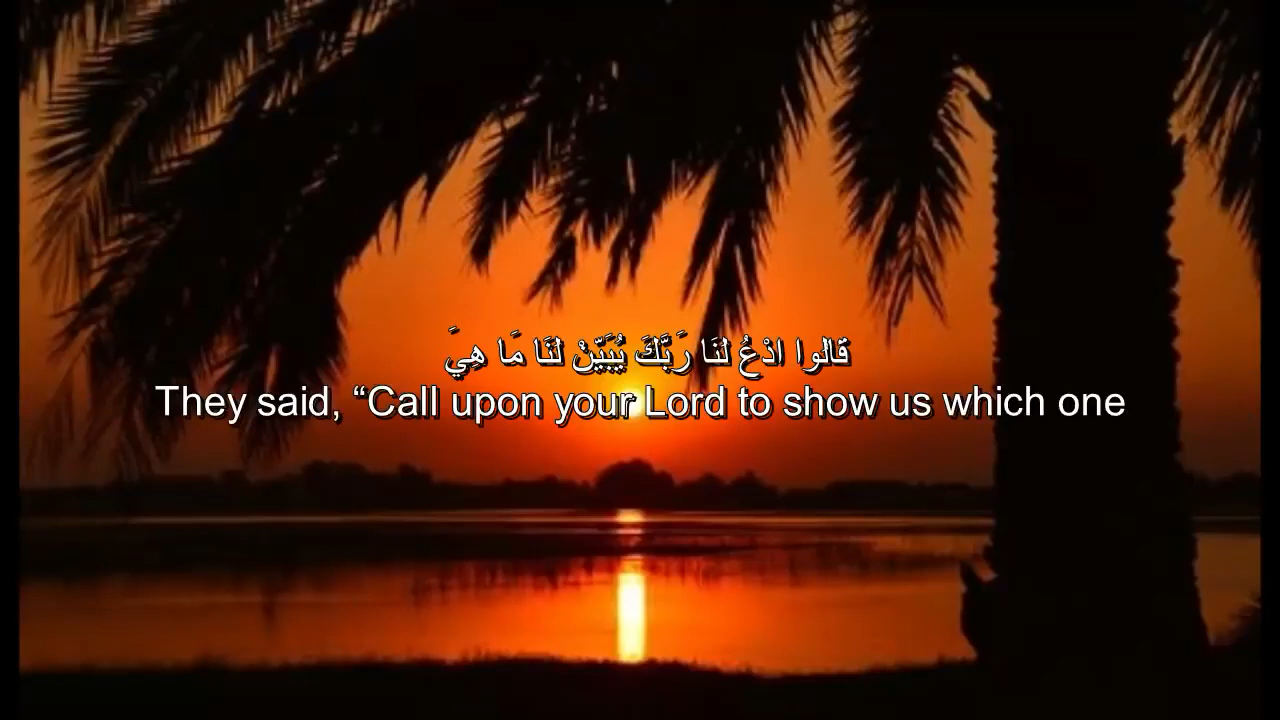 قَالُوا ادْعُ لَنَا رَبَّكَ يُبَيِّنْ لَنَا مَا هِيَ
They said, “Call upon your Lord to show us which one